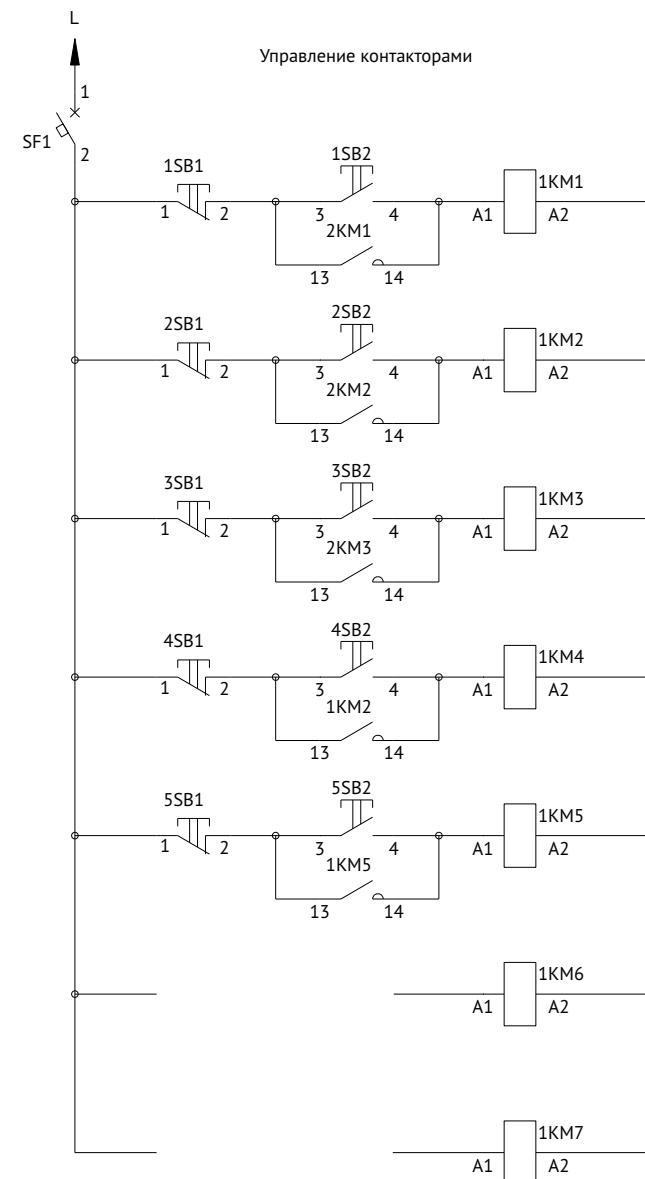 L
Управление контакторами
1
SF1
2
1SB1
1SB2
1KM1
1
2
3
4
A1
A2
2KM1
13
14
2SB1
2SB2
1KM2
1
2
3
4
A1
A2
2KM2
13
14
3SB1
3SB2
1KM3
1
2
3
4
A1
A2
2KM3
13
14
4SB1
4SB2
1KM4
1
2
3
4
A1
A2
1KM2
13
14
5SB1
5SB2
1KM5
1
2
3
4
A1
A2
1KM5
13
14
1KM6
A1
A2
1KM7
A1
A2